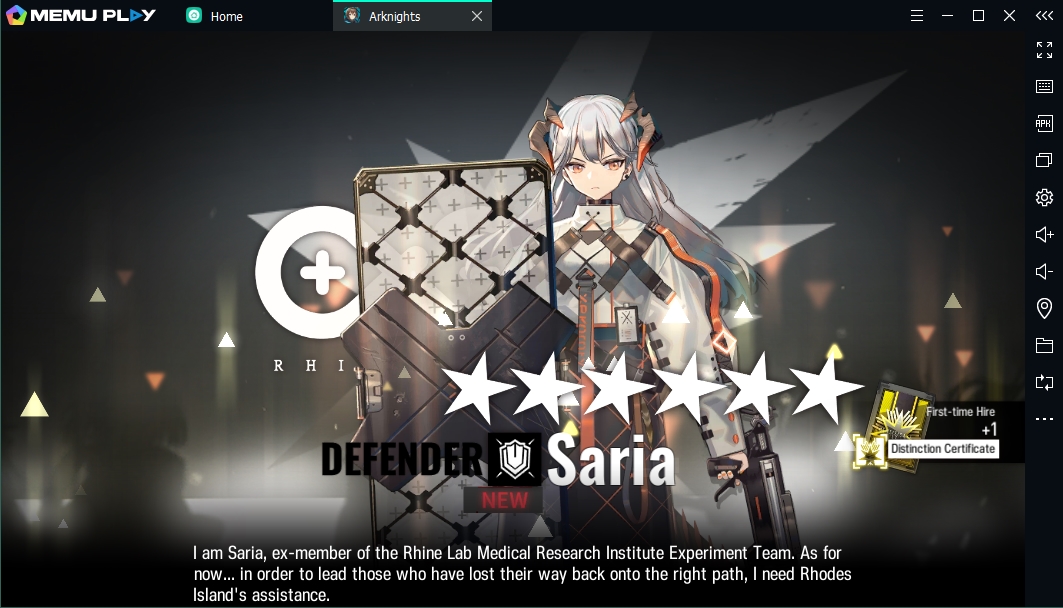 MEMU PLAY
Home
Arknights
APK
RHI
First-time Hire
+1
Distinction Certificate
DEFENDER Saria
NEW
I am Saria, ex-member of the Rhine Lab Medical Research Institute Experiment Team. As for
now... in order to lead those who have lost their way back onto the right path, I need Rhodes
Island's assistance.